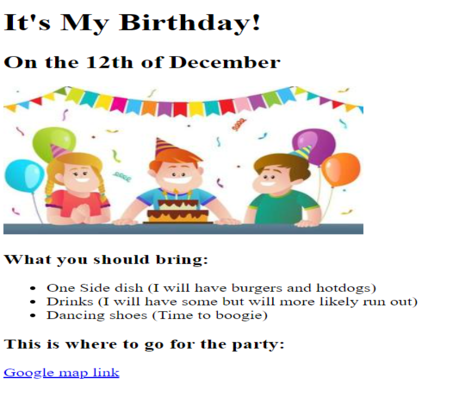 It's My Birthday!
On the 12th of December
What you should bring:
One Side dish (I will have burgers and hotdogs)
Drinks (I will have some but will more likely run out)
Dancing shoes (Time to boogie)
This is where to go for the party:
Google map link